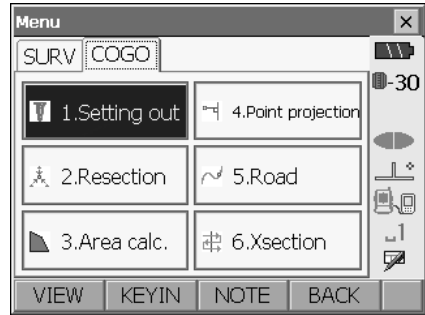 Menu
SURV COGO
-30
1.Setting out 4.Point projection
2.Resection 5.Road
3.Area calc. 6.Xsection
1
VIEW KEYIN NOTE BACK